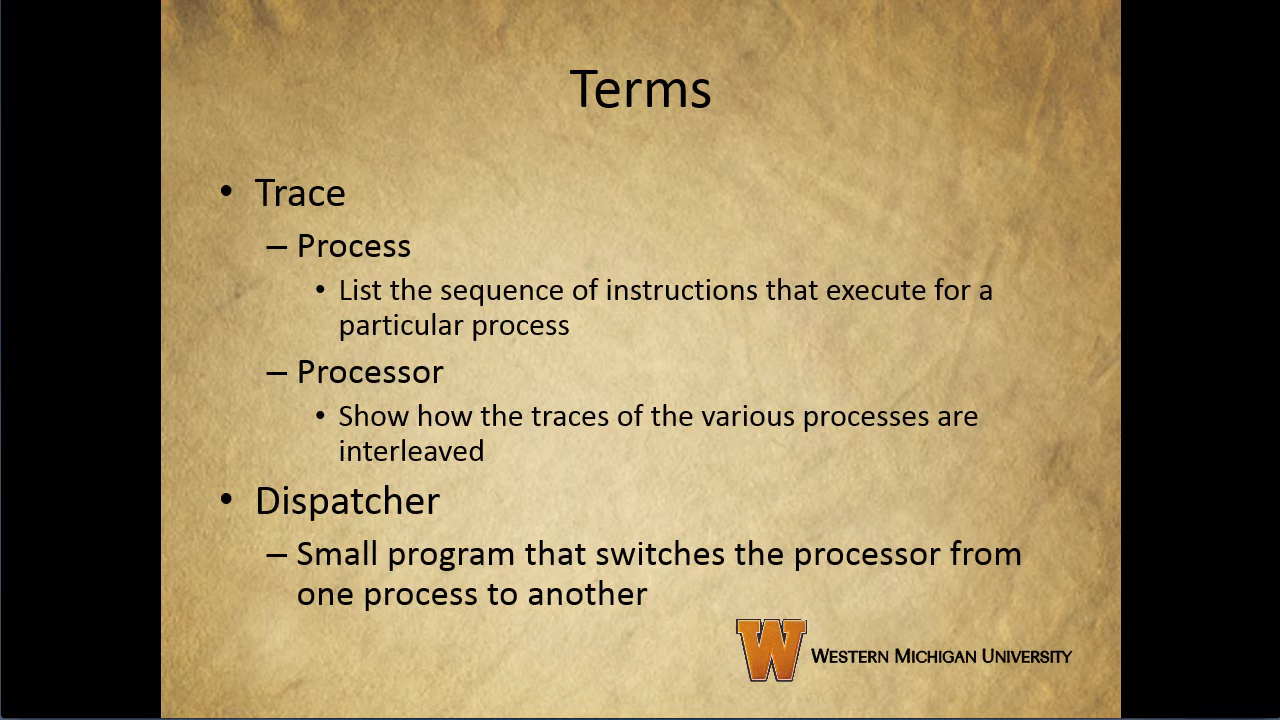 Terms
• Trace
– Process
• List the sequence of instructions that execute for a
particular process
– Processor
• Show how the traces of the various processes are
interleaved
• Dispatcher
– Small program that switches the processor from
one process to another
W WESTERN MICHIGAN UNIVERSITY